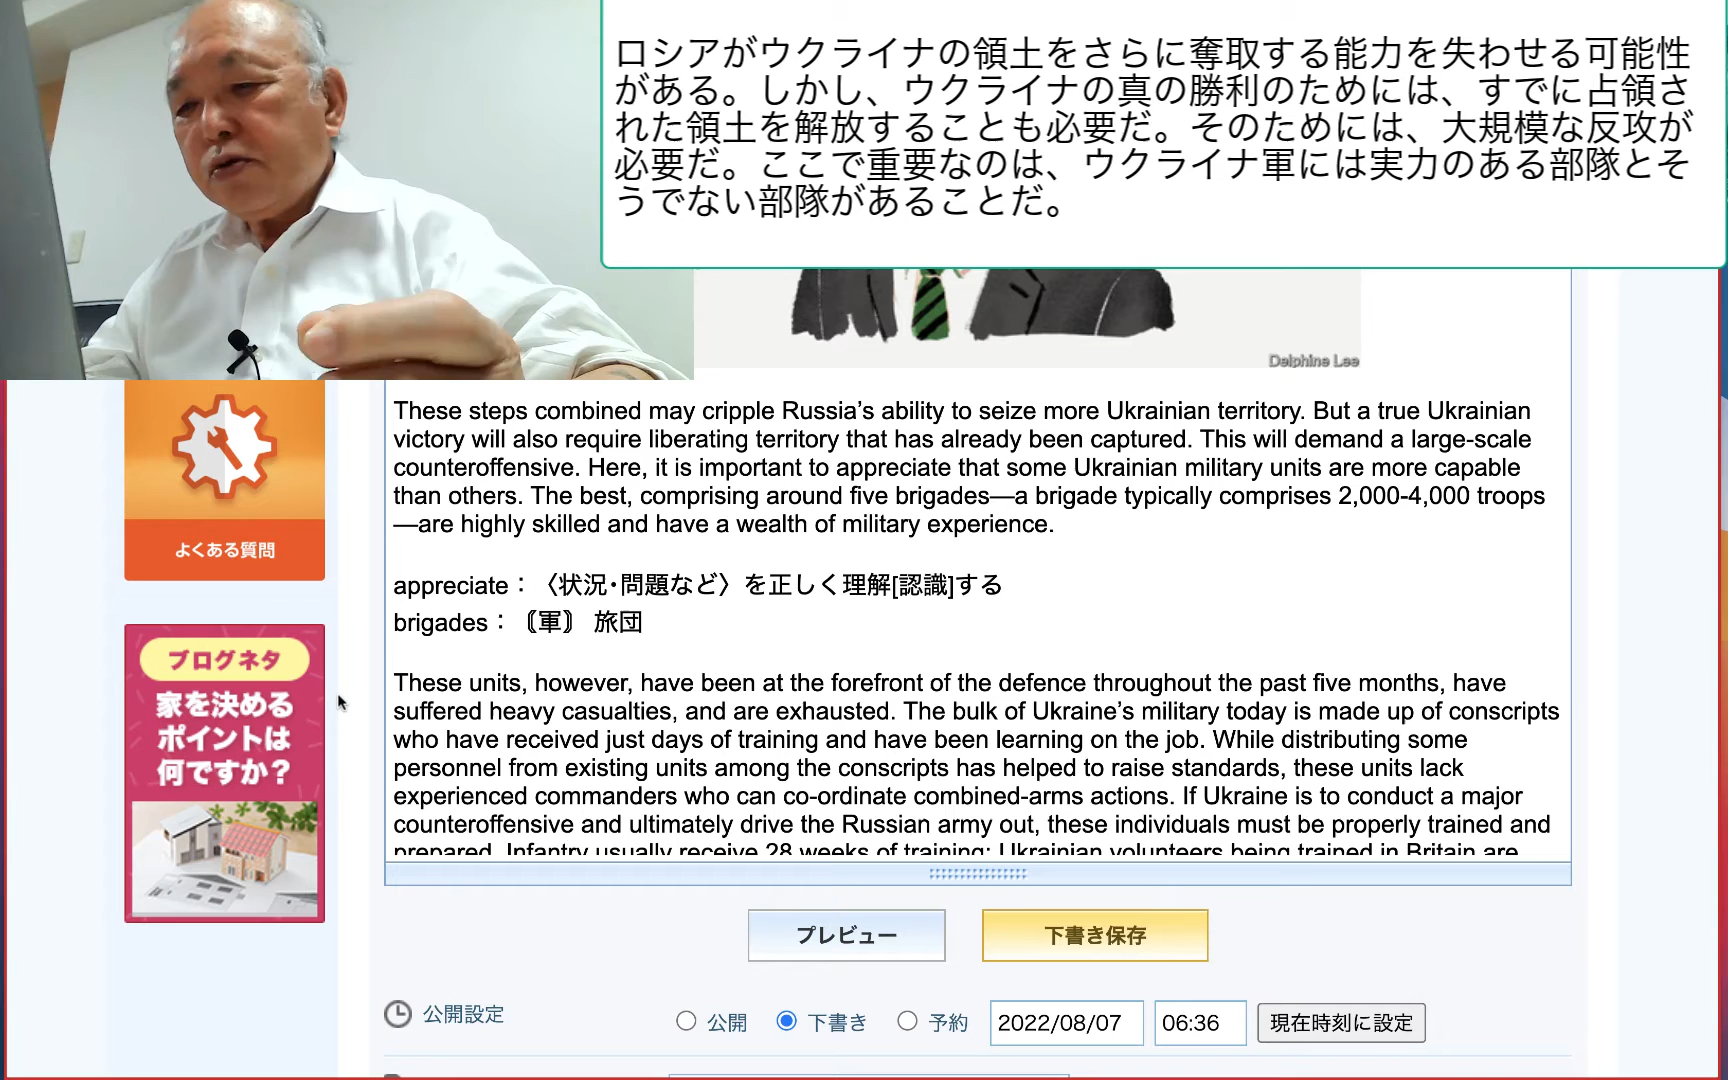 ロシアがウクライナの領土をさらに奪取する能力を失わせる可能性
がある。しかし、ウクライナの真の勝利のためには、すでに占領さ
れた領土を解放することも必要だ。そのためには、大規模な反攻が
必要だ。ここで重要なのは、ウクライナ軍には実力のある部隊とそ
うでない部隊があることだ。
Delphine Lee
These steps combined may cripple Russia’s ability to seize more Ukrainian territory. But a true Ukrainian
victory will also require liberating territory that has already been captured. This will demand a large-scale
counteroffensive. Here, it is important to appreciate that some Ukrainian military units are more capable
than others. The best, comprising around five brigades—a brigade typically comprises 2,000-4,000 troops
—are highly skilled and have a wealth of military experience.
appreciate：〈状況･問題など〉を正しく理解[認識]する
brigades：〘軍〙 旅団
These units, however, have been at the forefront of the defence throughout the past five months, have
suffered heavy casualties, and are exhausted. The bulk of Ukraine’s military today is made up of conscripts
who have received just days of training and have been learning on the job. While distributing some
personnel from existing units among the conscripts has helped to raise standards, these units lack
experienced commanders who can co-ordinate combined-arms actions. If Ukraine is to conduct a major
counteroffensive and ultimately drive the Russian army out, these individuals must be properly trained and
prepared. Infantry usually receive 28 weeks of training; Ukrainian volunteers being trained in Britain are
よくある質問
ブログネタ
家を決める
ポイントは
何ですか？
プレビュー
下書き保存
公開設定
公開
下書き
予約
2022/08/07
06:36
現在時刻に設定